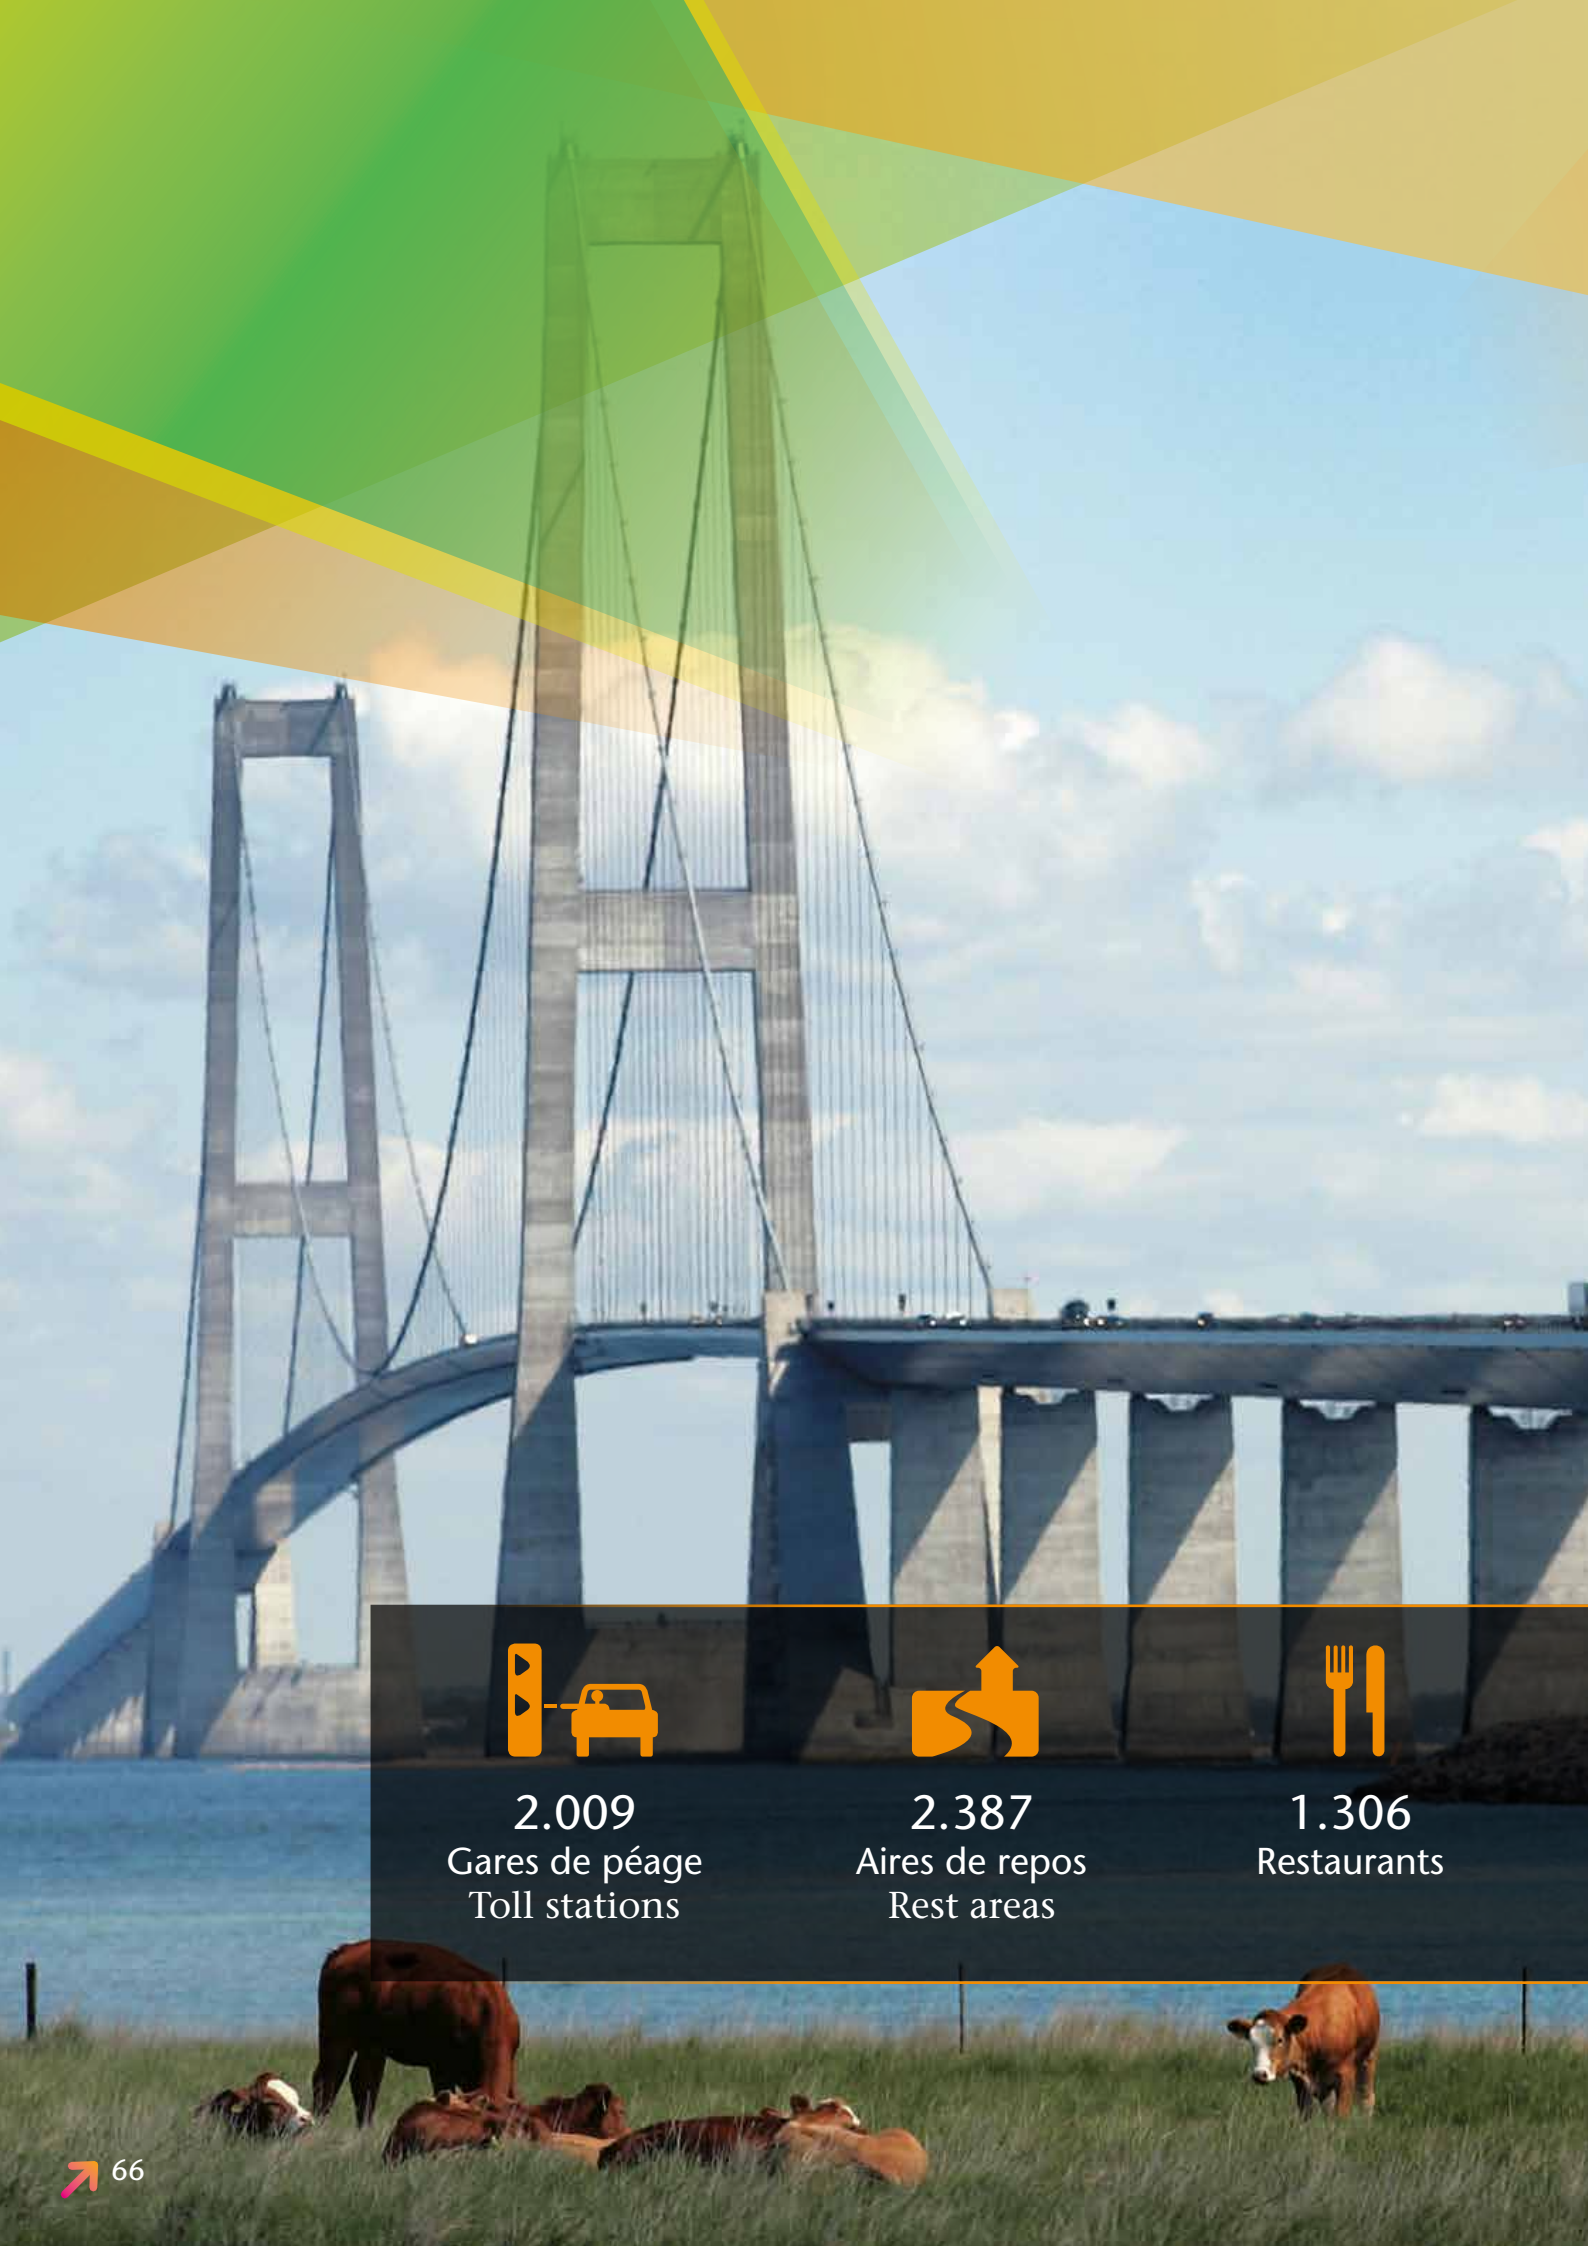 2.009
Gares de péage
Toll stations
2.387
Aires de repos
Rest areas
1.306
Restaurants
66